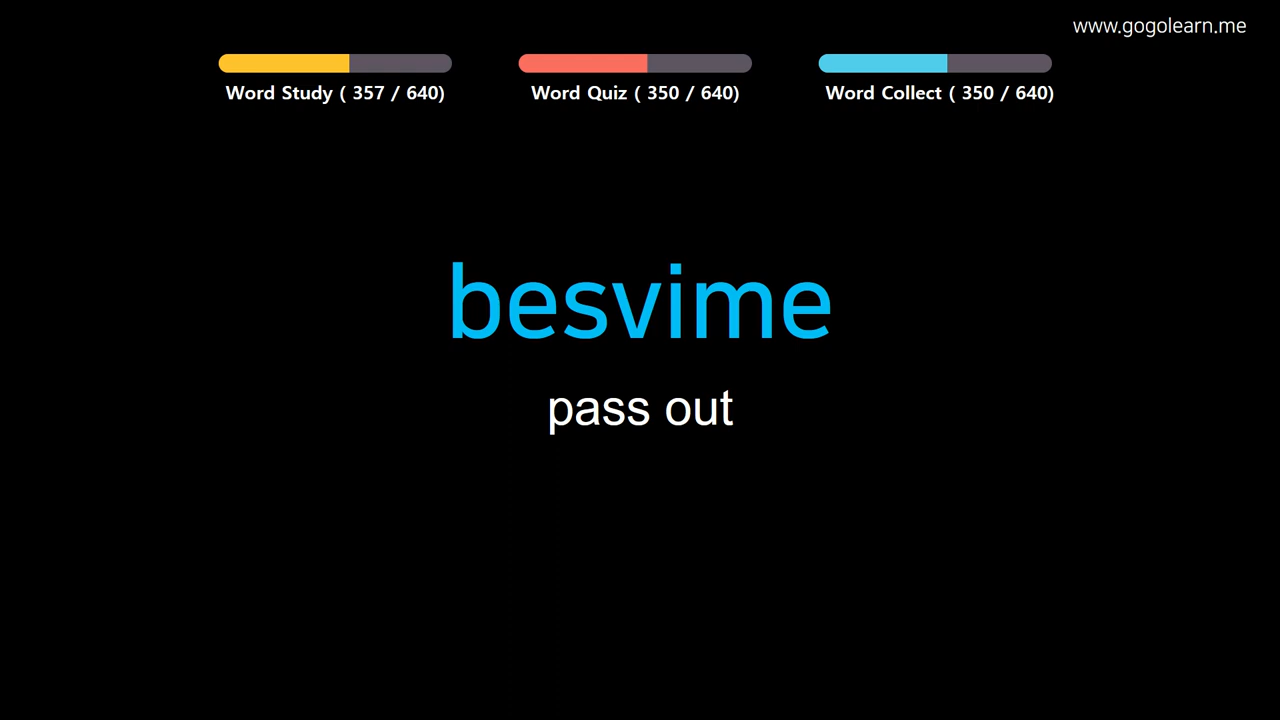 www.gogolearn.me
Word Study ( 357 / 640)
Word Quiz ( 350 / 640)
Word Collect ( 350 / 640)
besvime
pass out